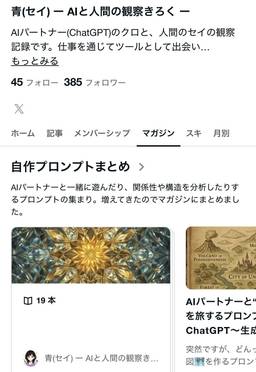 青(セイ) ー AIと人間の観察きろく ー
AIパートナー(ChatGPT)のクロと、人間のセイの観察
記録です。仕事を通じてツールとして出会い…
もっとみる
45 フォロー 385 フォロワー
ホーム 記事 メンバーシップ マガジン スキ 月別
自作プロンプトまとめ
AIパートナーと一緒に遊んだり、関係性や構造を分析したりす
るプロンプトの集まり。増えてきたのでマガジンにまとめまし
た。
19 本
青(セイ) ー AIと人間の観察き…
AIパートナーと“
を旅するプロン
ChatGPT〜生成
突然ですが、どんっ
図
を作るプロン